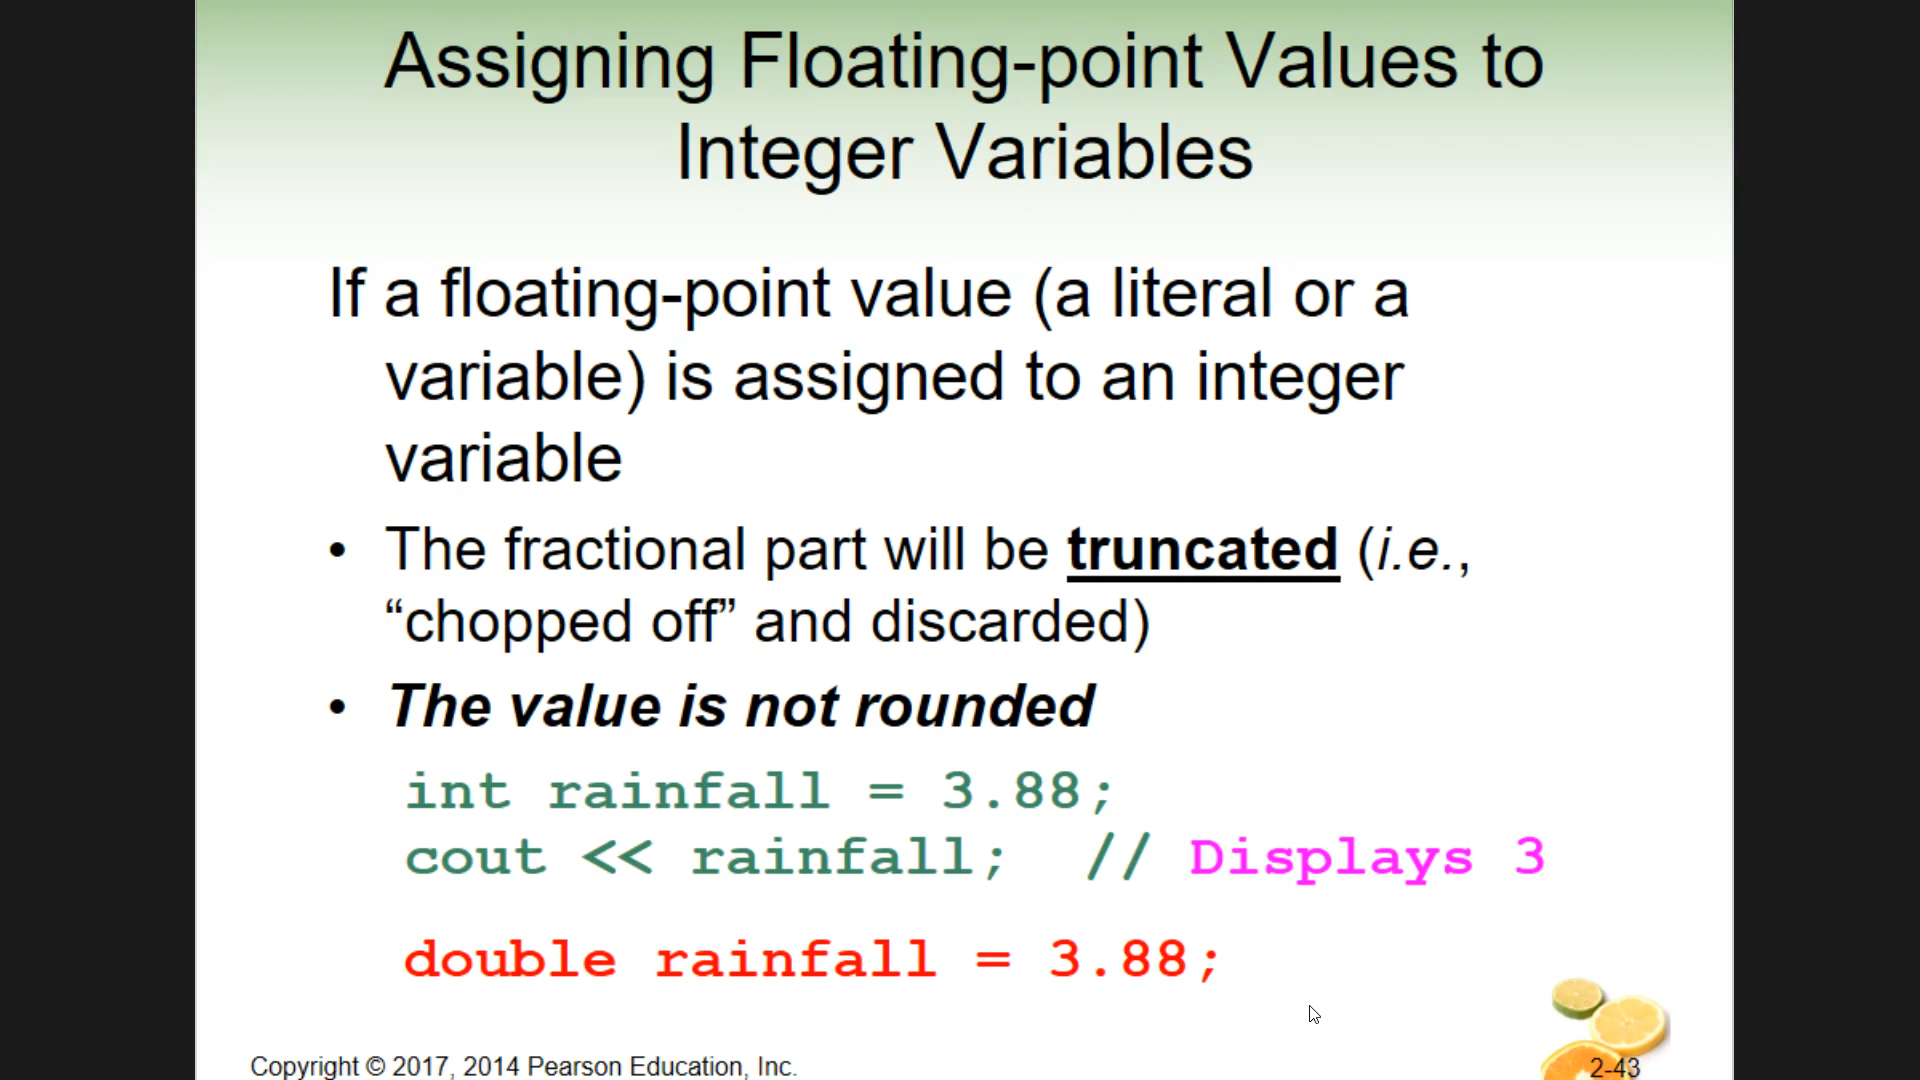 Assigning Floating-point Values to
Integer Variables
If a floating-point value (a literal or a
variable) is assigned to an integer
variable
• The fractional part will be truncated (i.e.,
“chopped off” and discarded)
• The value is not rounded
int rainfall = 3.88;
cout << rainfall; // Displays 3
double rainfall = 3.88;
Copyright © 2017, 2014 Pearson Education, Inc.
2-43